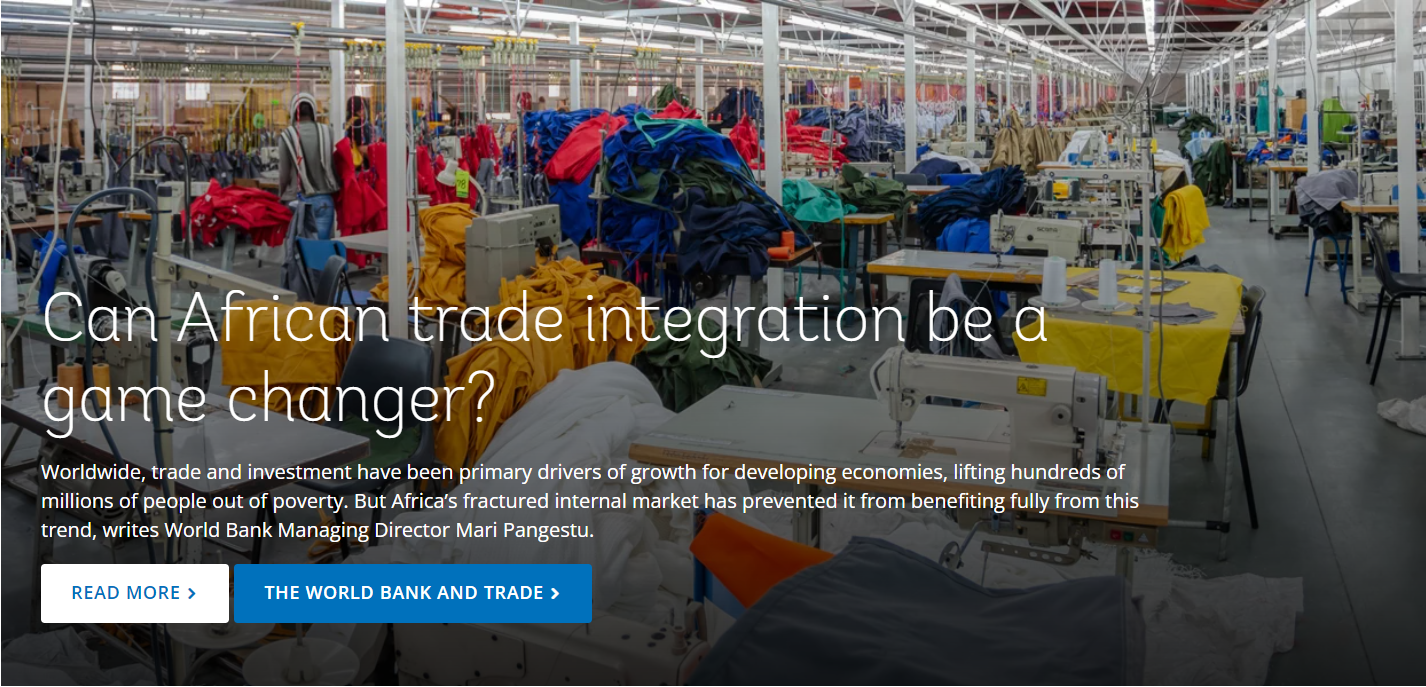 Can African trade integration be a
game changer?
Worldwide, trade and investment have been primary drivers of growth for developing economies, lifting hundreds of
millions of people out of poverty. But Africa’s fractured internal market has prevented it from benefiting fully from this
trend, writes World Bank Managing Director Mari Pangestu.
READ MORE >
THE WORLD BANK AND TRADE >